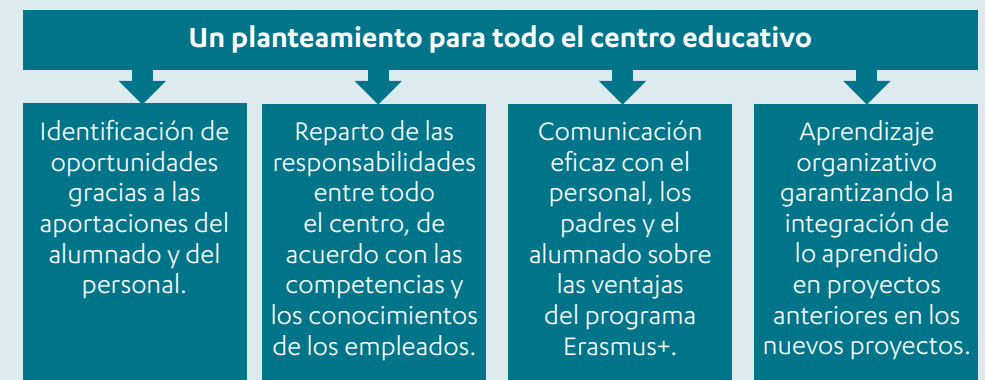 Un planteamiento para todo el centro educativo
Identificación de
oportunidades
gracias a las
aportaciones del
alumnado y del
personal.
Reparto de las
responsabilidades
entre todo
el centro, de
acuerdo con las
competencias y
los conocimientos
de los empleados.
Comunicación
eficaz con el
personal, los
padres y el
alumnado sobre
las ventajas
del programa
Erasmus+.
Aprendizaje
organizativo
garantizando la
integración de
lo aprendido
en proyectos
anteriores en los
nuevos proyectos.